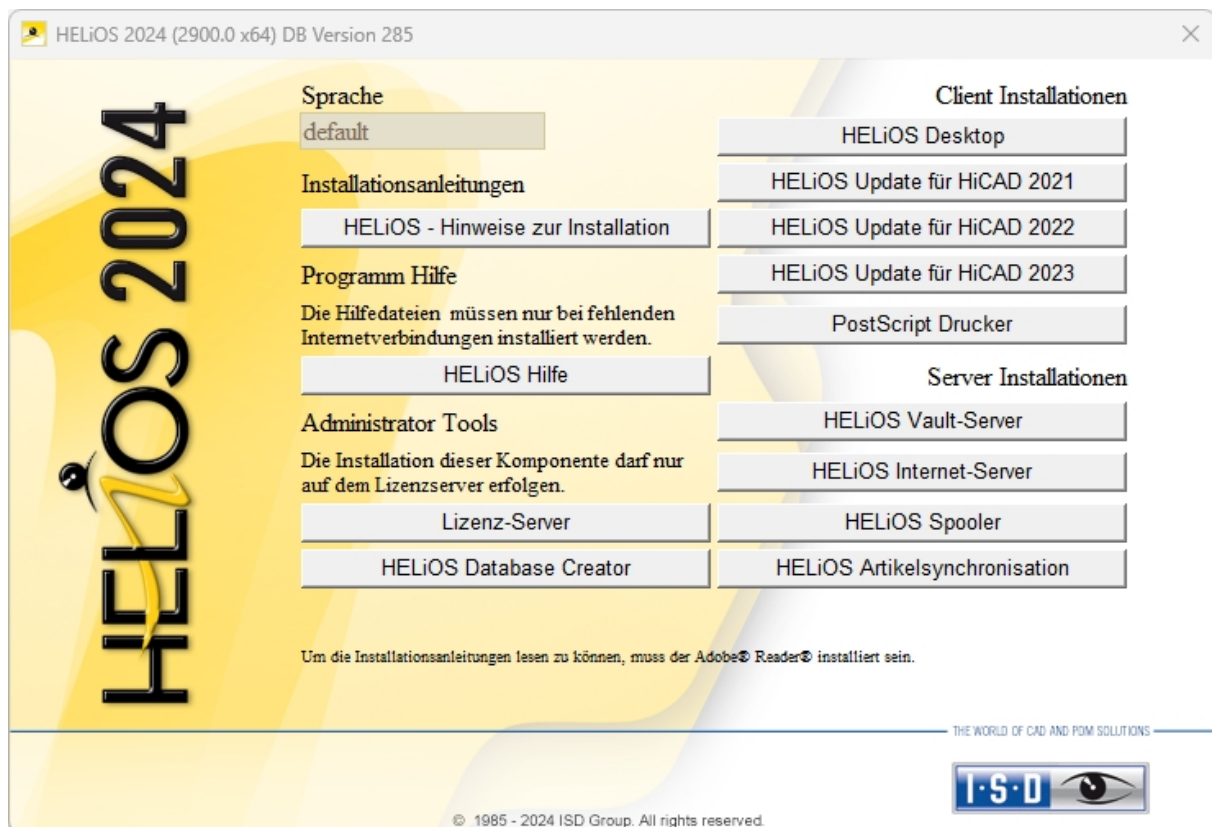 HELiOS 2024 (2900.0 x64) DB Version 285
HELiOS 2024
Sprache
default
Installationsanleitungen
HELiOS - Hinweise zur Installation
Programm Hilfe
Die Hilfedateien müssen nur bei fehlenden
Internetverbindungen installiert werden.
HELiOS Hilfe
Administrator Tools
Die Installation dieser Komponente darf nur
auf dem Lizenzserver erfolgen.
Lizenz-Server
HELiOS Database Creator
Client Installationen
HELiOS Desktop
HELiOS Update für HiCAD 2021
HELiOS Update für HiCAD 2022
HELiOS Update für HiCAD 2023
PostScript Drucker
Server Installationen
HELiOS Vault-Server
HELiOS Internet-Server
HELiOS Spooler
HELiOS Artikelsynchronisation
Um die Installationsanleitungen lesen zu können, muss der Adobe® Reader® installiert sein.
THE WORLD OF CAD AND PDM SOLUTIONS
I·S·D
© 1985 - 2024 ISD Group. All rights reserved.